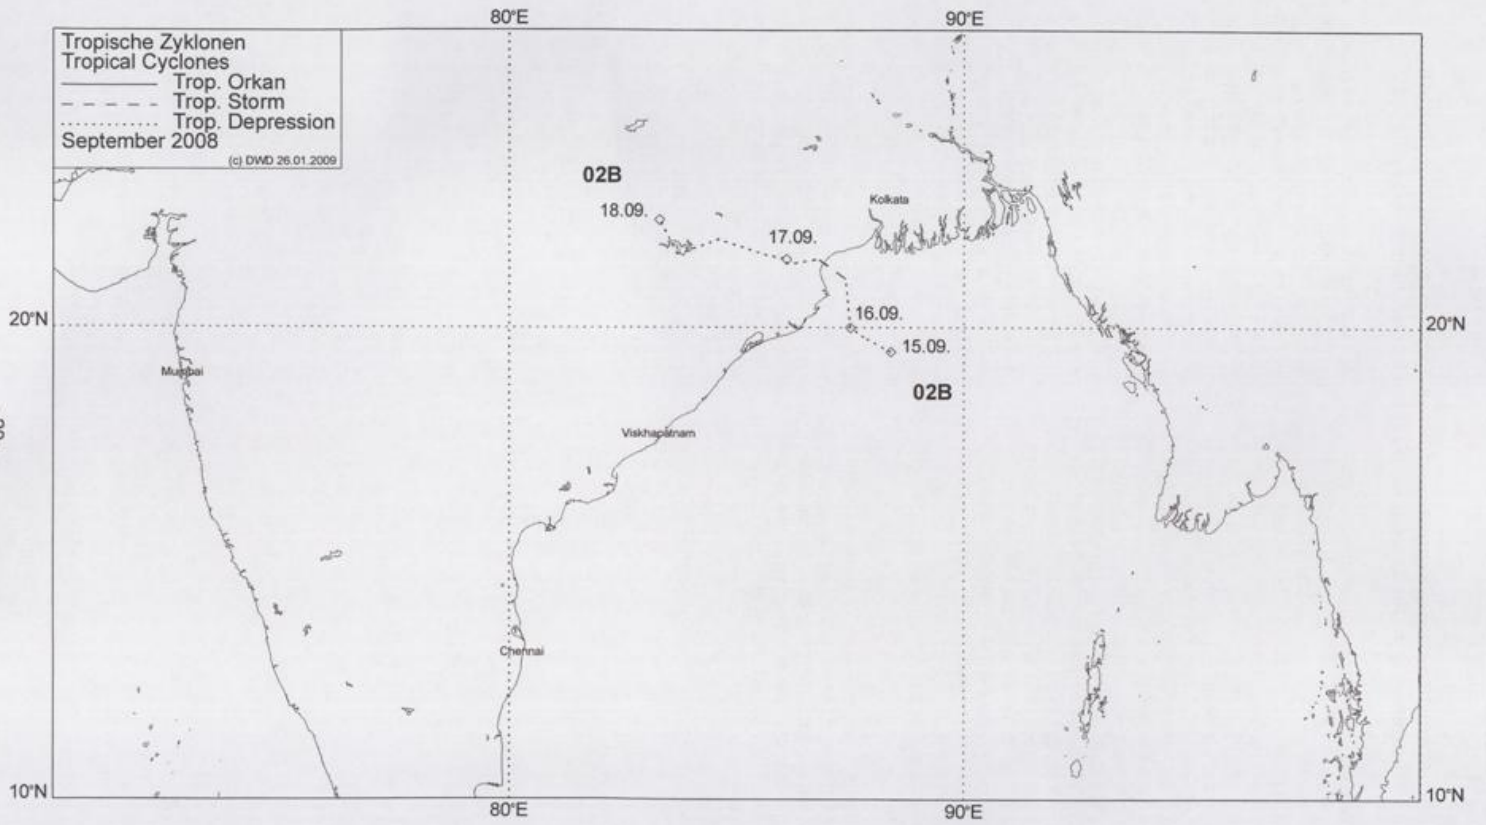 80°E
90°E
Tropische Zyklonen
Tropical Cyclones
Trop. Orkan
Trop. Storm
Trop. Depression
September 2008
(c) DWD 26.01.2009
02B
18.09.
Kolkata
17.09.
20°N
16.09.
20°N
15.09.
Mumbai
02B
Viskhapatnam
Chennai
10°N
80°E
90°E
10°N